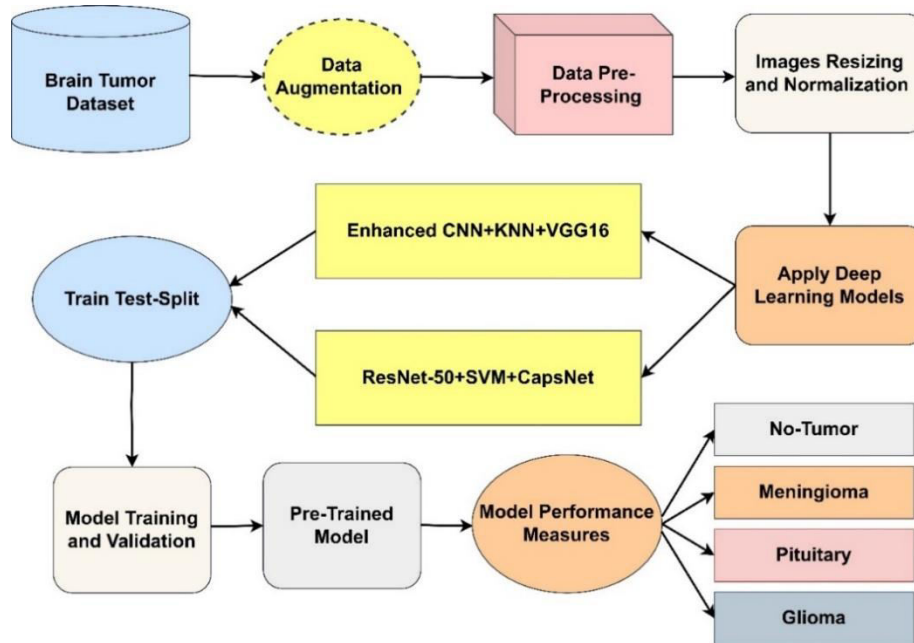 Brain Tumor
Dataset
Data
Augmentation
Data Pre-
Processing
Images Resizing
and Normalization
Enhanced CNN+KNN+VGG16
Train Test-Split
Apply Deep
Learning Models
ResNet-50+SVM+CapsNet
Model Training
and Validation
Pre-Trained
Model
Model Performance
Measures
No-Tumor
Meningioma
Pituitary
Glioma